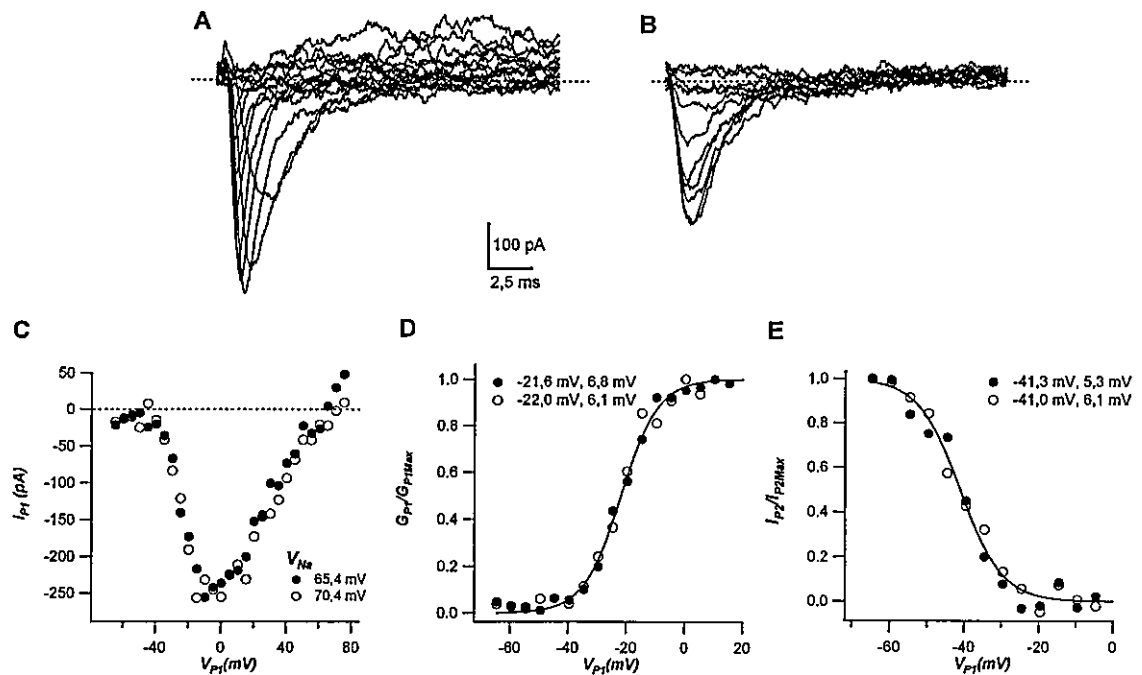 A
B
100 pA
2,5 ms
C
D
E
50
0
-50
-100
-150
-200
-250
I_P1 (pA)
-40
0
40
80
V_P1(mV)
V_Na
65,4 mV
70,4 mV
1.0
0.8
0.6
0.4
0.2
0.0
G_P1/G_P1Max
-21,6 mV, 6,8 mV
-22,0 mV, 6,1 mV
-60
-40
-20
0
20
V_P1(mV)
1.0
0.8
0.6
0.4
0.2
0.0
I_P2/I_P2Max
-41,3 mV, 5,3 mV
-41,0 mV, 6,1 mV
-60
-40
-20
0
V_P1(mV)